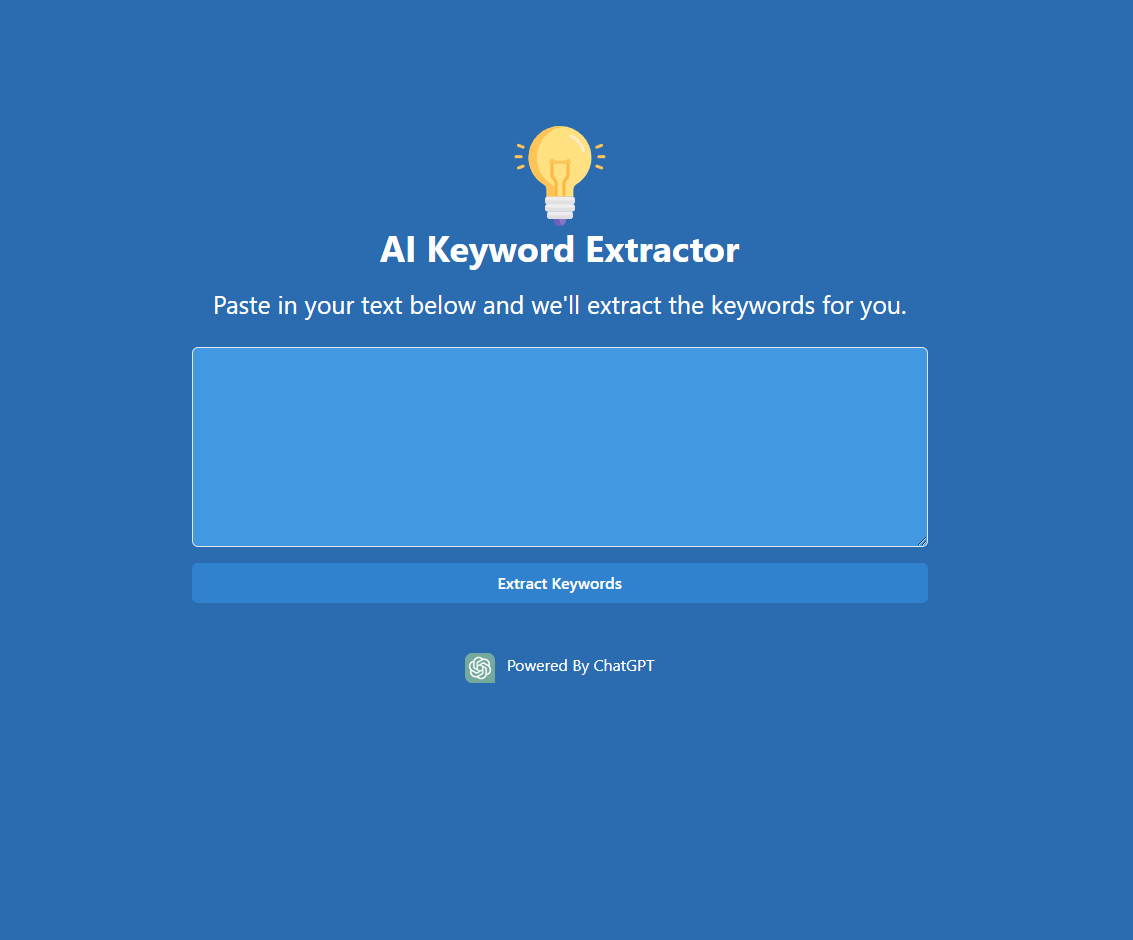 AI Keyword Extractor
Paste in your text below and we'll extract the keywords for you.
Extract Keywords
Powered By ChatGPT